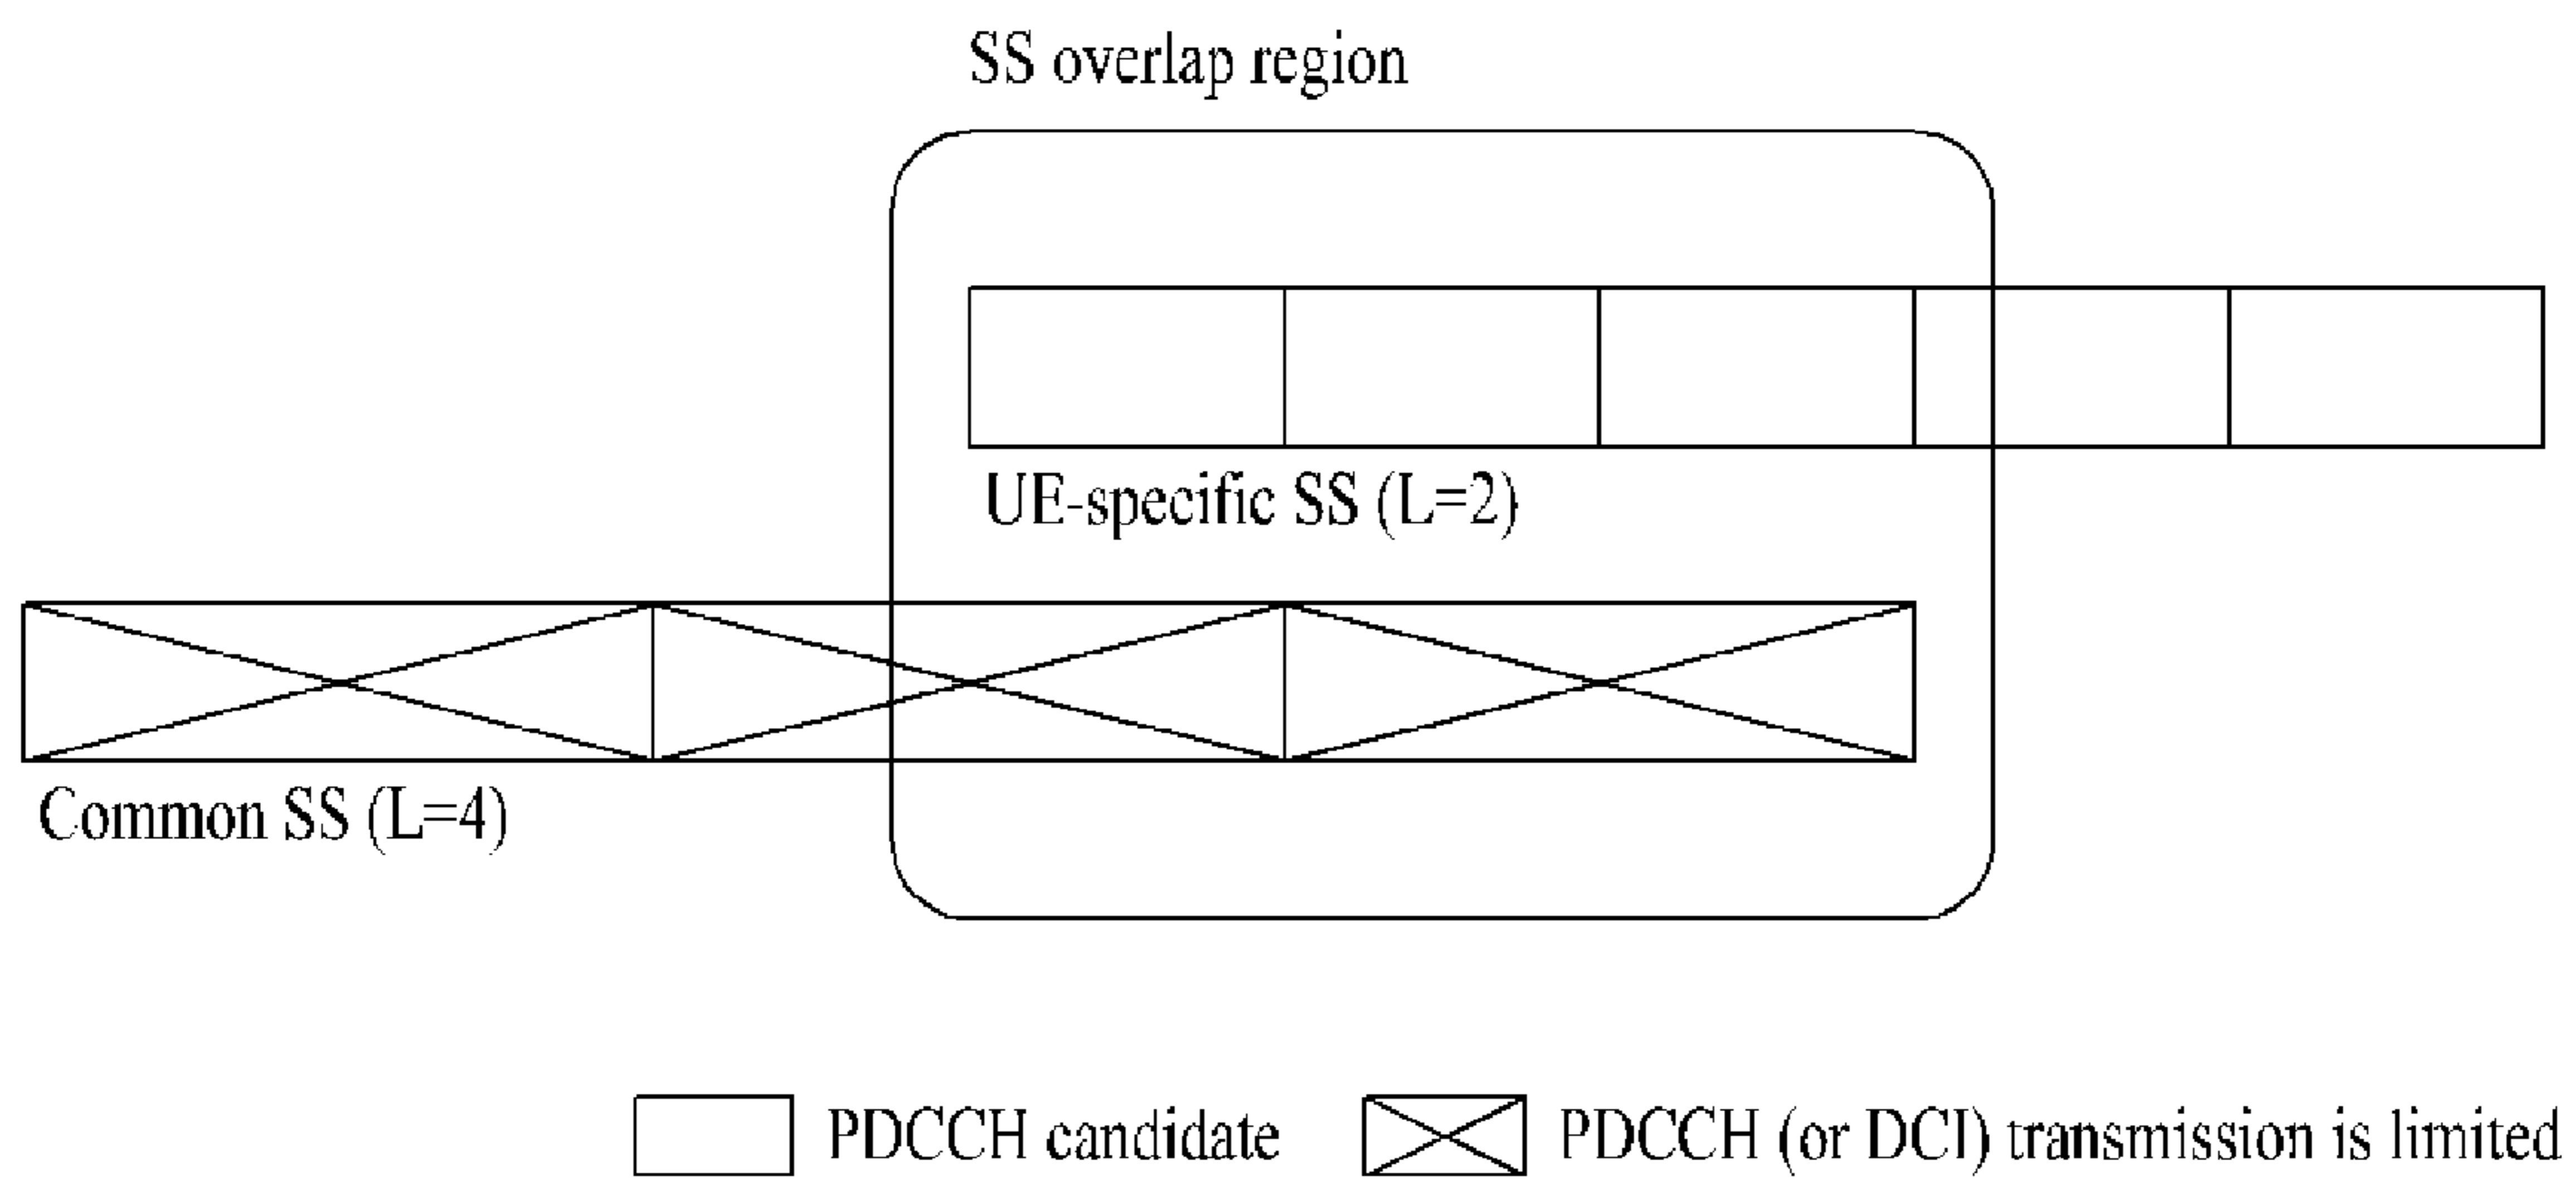 SS overlap region
UE-specific SS (L=2)
Common SS (L=4)
PDCCH candidate
PDCCH (or DCI) transmission is limited